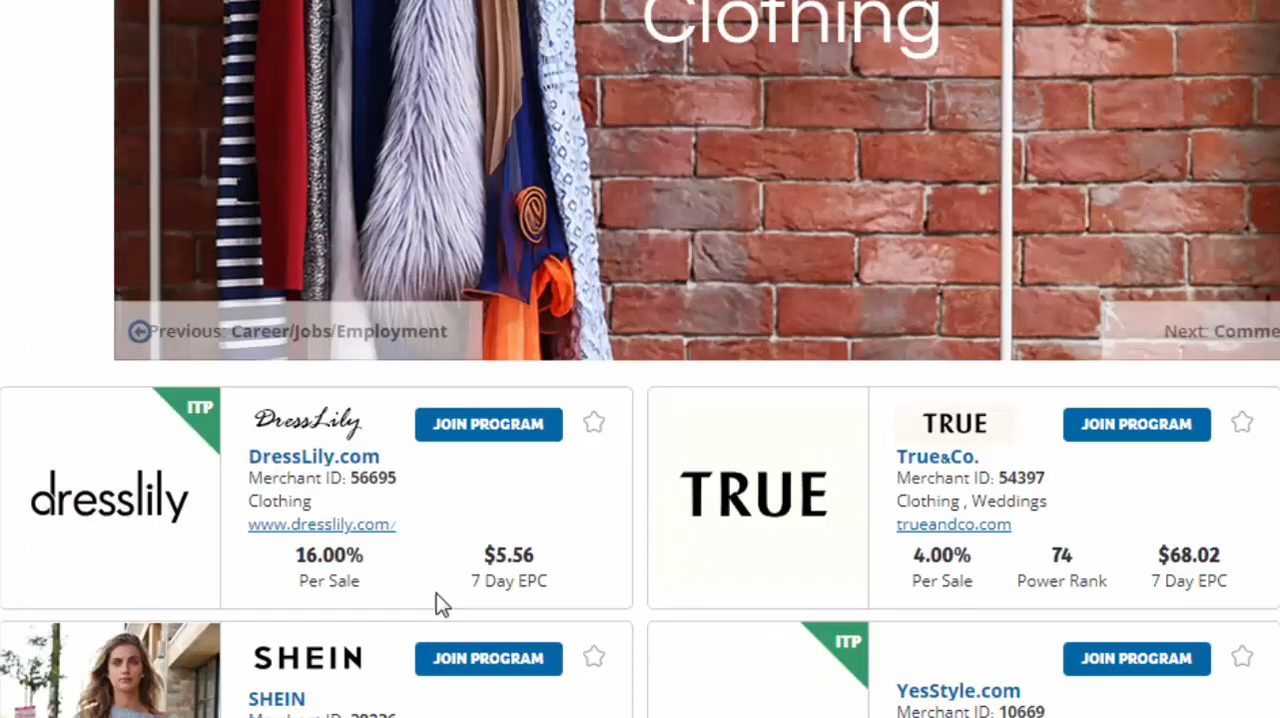 Clothing
Previous: Career/Jobs/Employment
Next: Comme
ITP
dresslily
DressLily
JOIN PROGRAM
DressLily.com
Merchant ID: 56695
Clothing
www.dresslily.com/
16.00%
$5.56
Per Sale
7 Day EPC
TRUE
TRUE
JOIN PROGRAM
True&Co.
Merchant ID: 54397
Clothing , Weddings
trueandco.com
4.00%
74
$68.02
Per Sale
Power Rank
7 Day EPC
SHEIN
JOIN PROGRAM
SHEIN
ITP
JOIN PROGRAM
YesStyle.com
Merchant ID: 10669